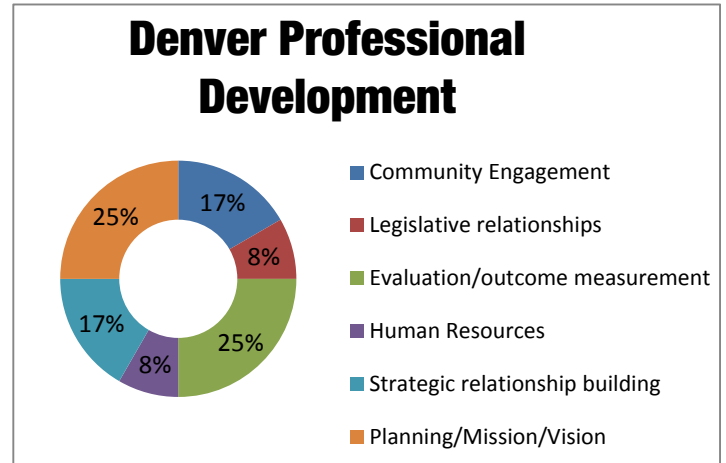 Denver Professional
Development
17%
8%
25%
8%
17%
25%
Community Engagement
Legislative relationships
Evaluation/outcome measurement
Human Resources
Strategic relationship building
Planning/Mission/Vision